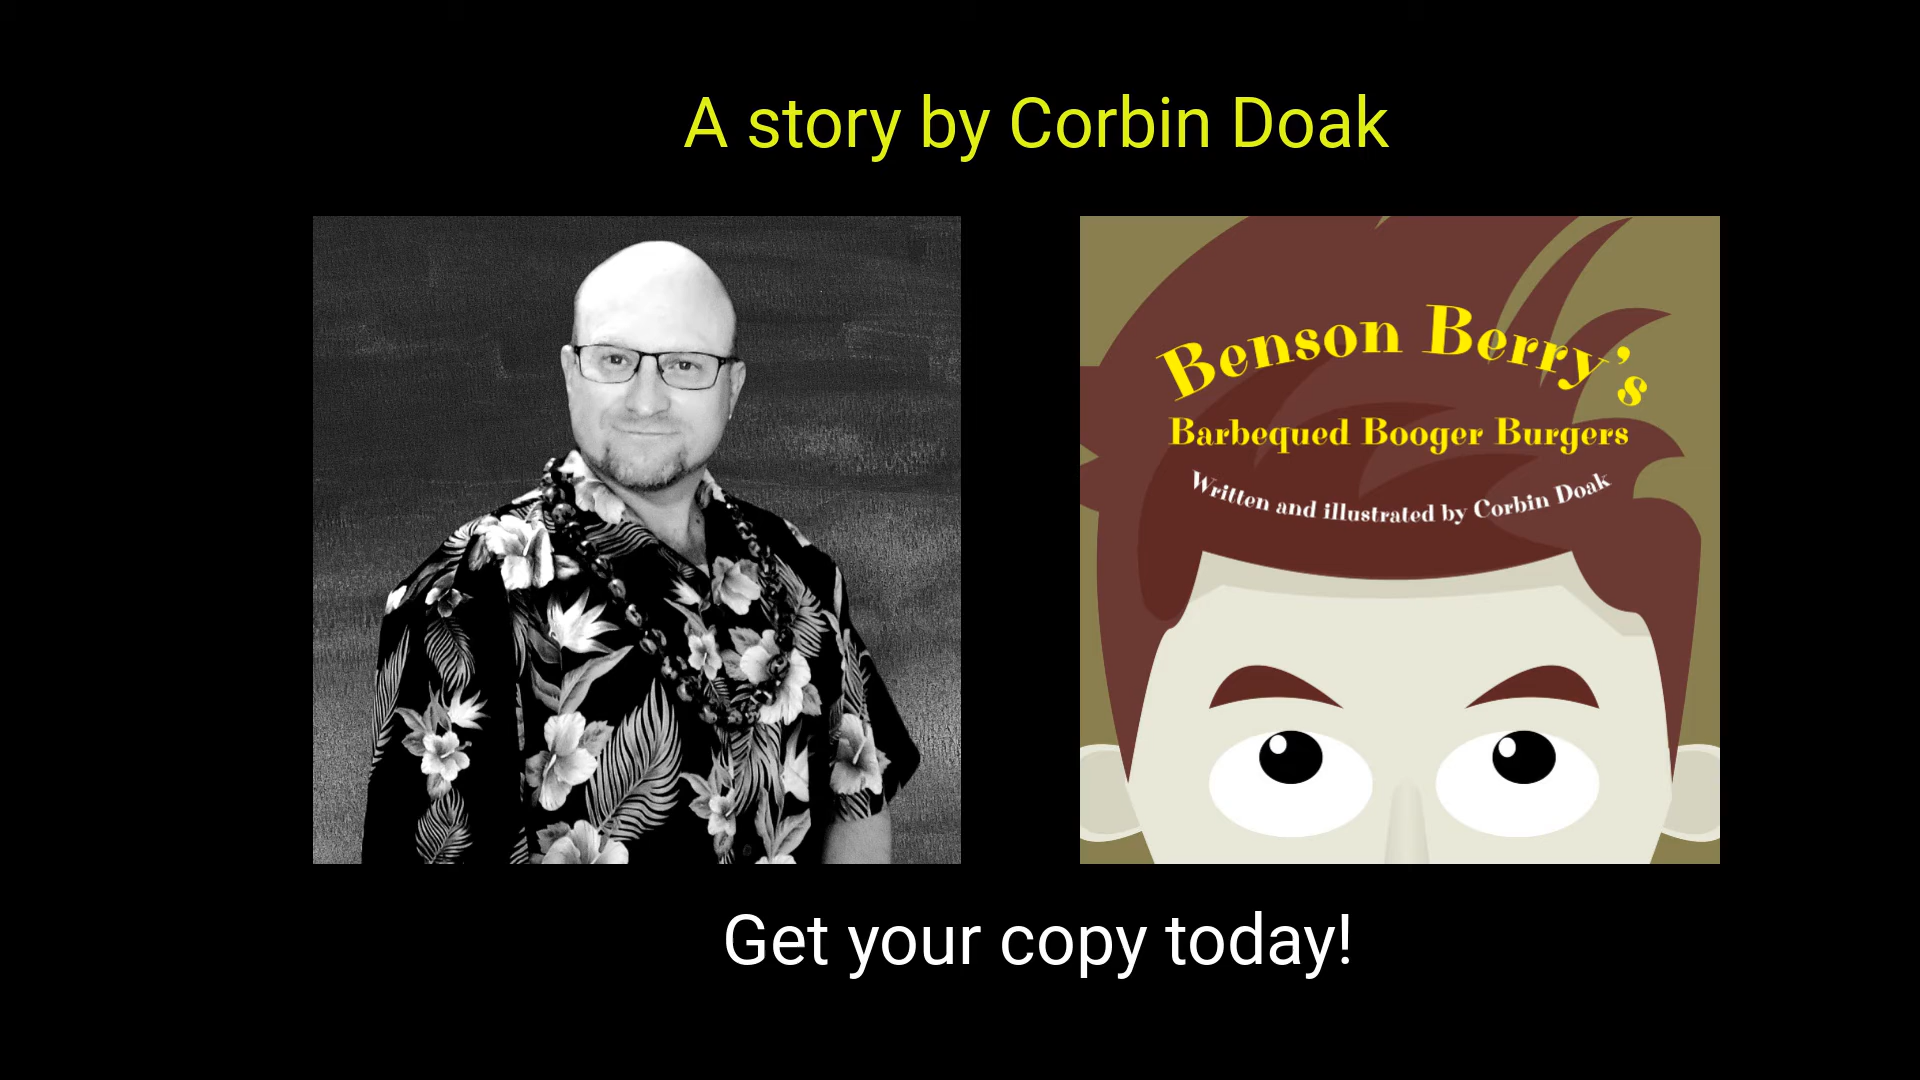 A story by Corbin Doak
Benson Berry's
Barbequed Booger Burgers
Written and illustrated by Corbin Doak
Get your copy today!